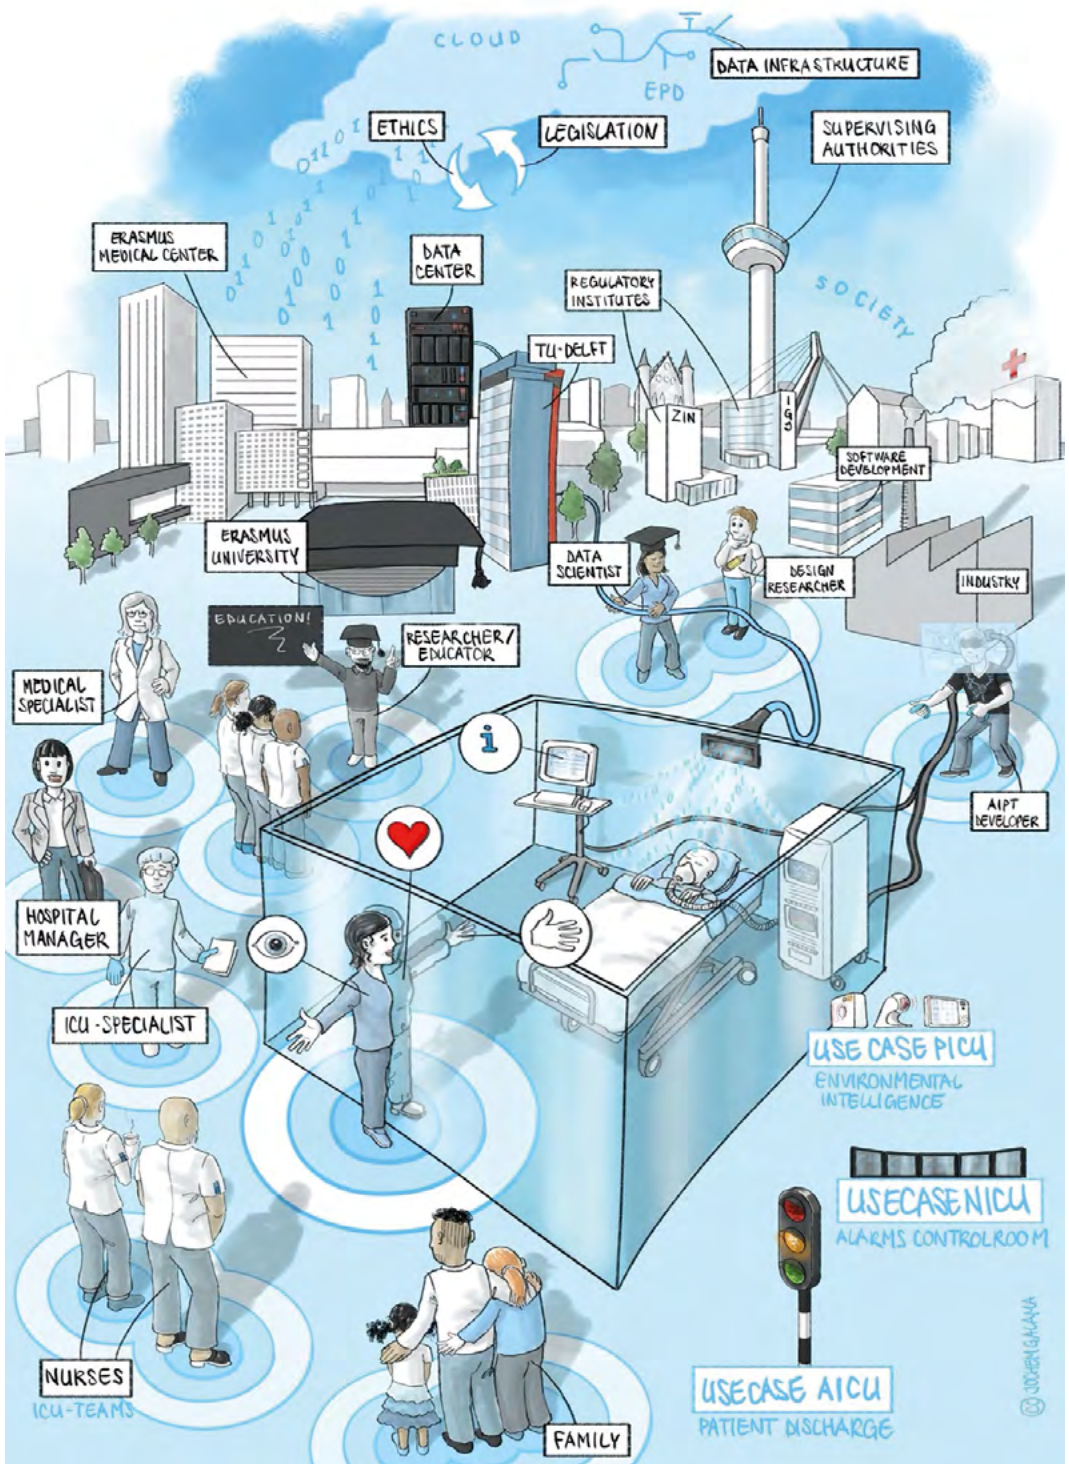 CLOUD
DATA INFRASTRUCTURE
EPD
ETHICS
LEGISLATION
SUPERVISING
AUTHORITIES
ERASMUS
MEDICAL CENTER
DATA
CENTER
REGULATORY
INSTITUTES
SOCIETY
TU-DELFT
ZIN
IGJ
SOFTWARE
DEVELOPMENT
ERASMUS
UNIVERSITY
DATA
SCIENTIST
DESIGN
RESEARCHER
INDUSTRY
EDUCATION!
RESEARCHER/
EDUCATOR
MEDICAL
SPECIALIST
i
AIPT
DEVELOPER
HOSPITAL
MANAGER
ICU-SPECIALIST
USE CASE PICU
ENVIRONMENTAL
INTELLIGENCE
USECASE NICU
ALARMS CONTROLROOM
NURSES
ICU-TEAMS
USECASE AICU
PATIENT DISCHARGE
FAMILY
JOCHEM GALAMA